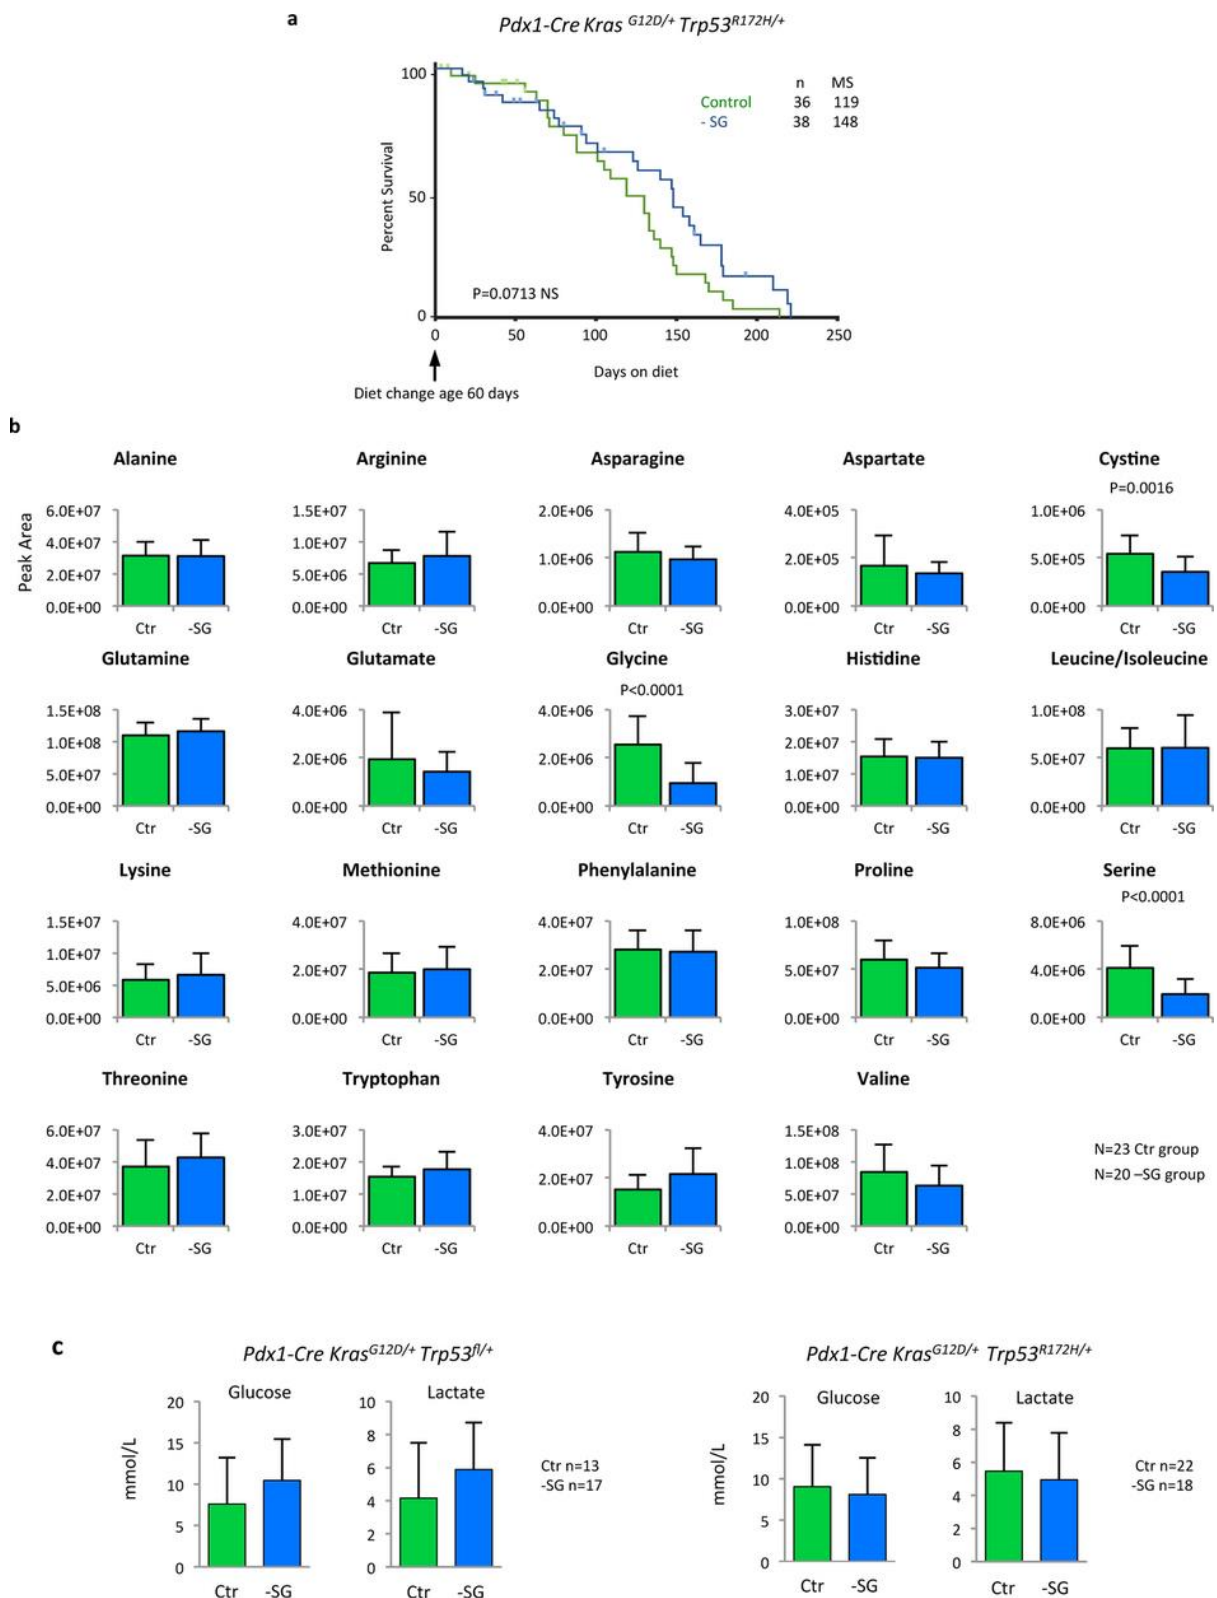 a
Pdx1-Cre Kras G12D/+ Trp53R172H/+
n MS
Control 36 119
- SG 38 148
100
50
0
Percent Survival
P=0.0713 NS
0 50 100 150 200 250
Days on diet
Diet change age 60 days
b
Alanine Arginine Asparagine Aspartate Cystine
P=0.0016
Peak Area
6.0E+07 1.5E+07 2.0E+06 4.0E+05 1.0E+06
4.0E+07 1.0E+07 1.0E+06 2.0E+05 5.0E+05
2.0E+07 5.0E+06
0.0E+00 0.0E+00 0.0E+00 0.0E+00 0.0E+00
Ctr -SG Ctr -SG Ctr -SG Ctr -SG Ctr -SG
Glutamine Glutamate Glycine Histidine Leucine/Isoleucine
P<0.0001
1.5E+08 4.0E+06 4.0E+06 3.0E+07 1.0E+08
1.0E+08 2.0E+06 2.0E+06 2.0E+07 5.0E+07
5.0E+07 1.0E+07
0.0E+00 0.0E+00 0.0E+00 0.0E+00 0.0E+00
Ctr -SG Ctr -SG Ctr -SG Ctr -SG Ctr -SG
Lysine Methionine Phenylalanine Proline Serine
P<0.0001
1.5E+07 4.0E+07 4.0E+07 1.0E+08 8.0E+06
1.0E+07 2.0E+07 2.0E+07 5.0E+07 4.0E+06
5.0E+06
0.0E+00 0.0E+00 0.0E+00 0.0E+00 0.0E+00
Ctr -SG Ctr -SG Ctr -SG Ctr -SG Ctr -SG
Threonine Tryptophan Tyrosine Valine
6.0E+07 3.0E+07 4.0E+07 1.5E+08
4.0E+07 2.0E+07 2.0E+07 1.0E+08
2.0E+07 1.0E+07 5.0E+07
0.0E+00 0.0E+00 0.0E+00 0.0E+00
Ctr -SG Ctr -SG Ctr -SG Ctr -SG
N=23 Ctr group
N=20 –SG group
c
Pdx1-Cre KrasG12D/+ Trp53fl/+
Glucose Lactate
mmol/L
20 10
15 8
10 6
5 4
0 2
0
Ctr -SG Ctr -SG
Ctr n=13
-SG n=17
Pdx1-Cre KrasG12D/+ Trp53R172H/+
Glucose Lactate
mmol/L
20 10
15 8
10 6
5 4
0 2
0
Ctr -SG Ctr -SG
Ctr n=22
-SG n=18